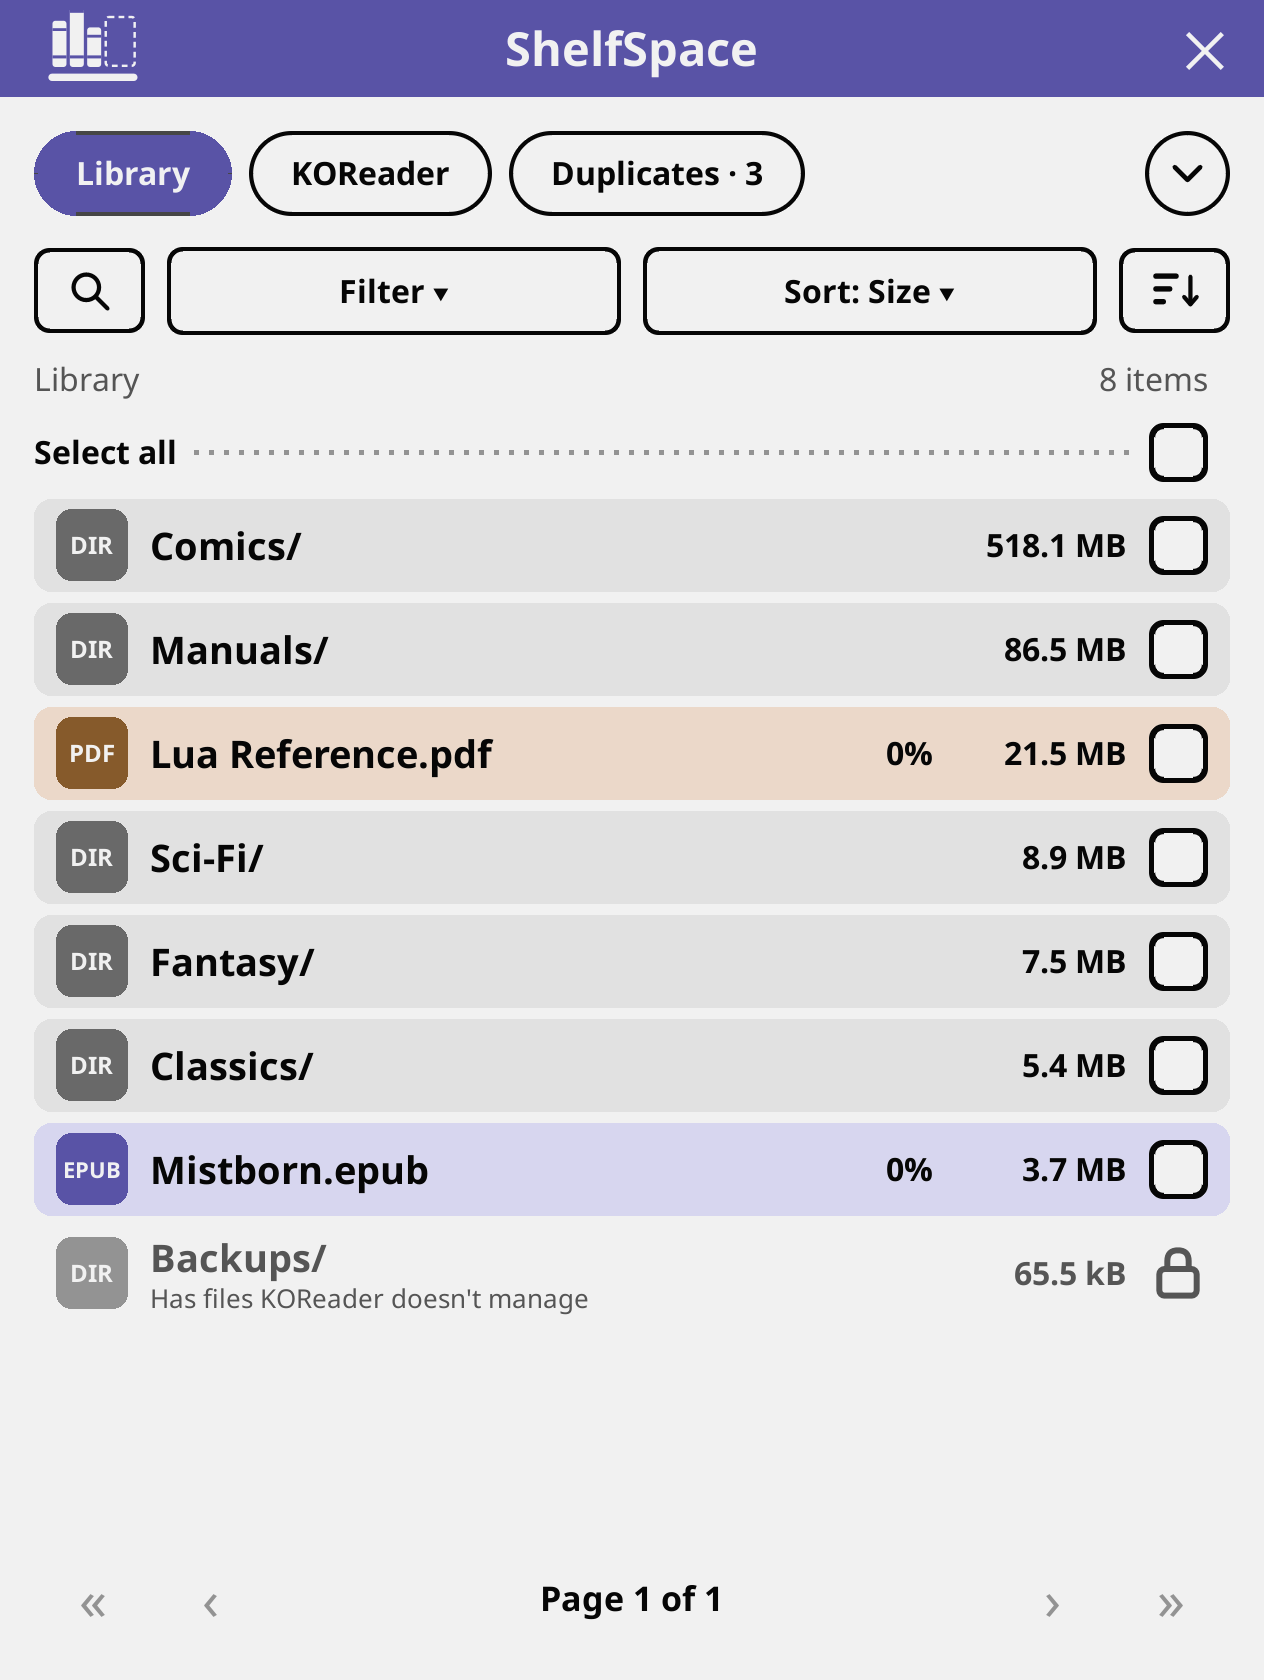 ShelfSpace
Library
KOReader
Duplicates · 3
Filter ▾
Sort: Size ▾
Library
8 items
Select all
DIR Comics/ 518.1 MB
DIR Manuals/ 86.5 MB
PDF Lua Reference.pdf 0% 21.5 MB
DIR Sci-Fi/ 8.9 MB
DIR Fantasy/ 7.5 MB
DIR Classics/ 5.4 MB
EPUB Mistborn.epub 0% 3.7 MB
DIR Backups/ 65.5 kB
Has files KOReader doesn't manage
« ‹ Page 1 of 1 › »